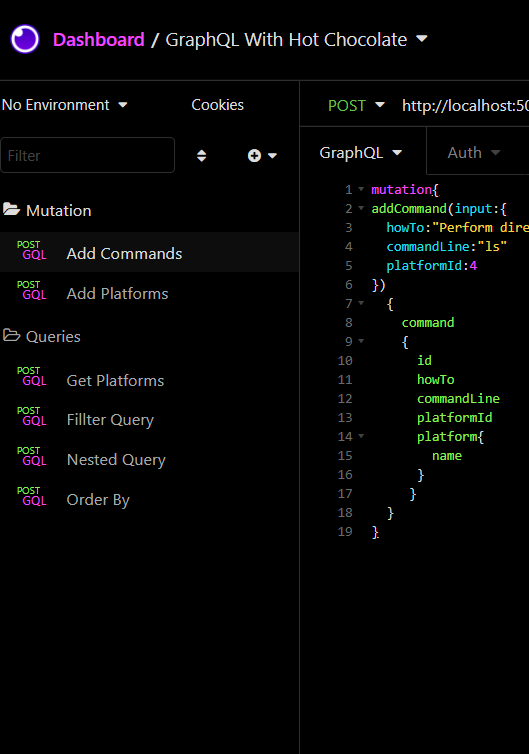 Dashboard / GraphQL With Hot Chocolate
No Environment Cookies
Filter
Mutation
POST GQL Add Commands
POST GQL Add Platforms
Queries
POST GQL Get Platforms
POST GQL Fillter Query
POST GQL Nested Query
POST GQL Order By
POST http://localhost:50
GraphQL Auth
1 mutation{
2 addCommand(input:{
3 howTo:"Perform dire
4 commandLine:"ls"
5 platformId:4
6 })
7 {
8 command
9 {
10 id
11 howTo
12 commandLine
13 platformId
14 platform{
15 name
16 }
17 }
18 }
19 }